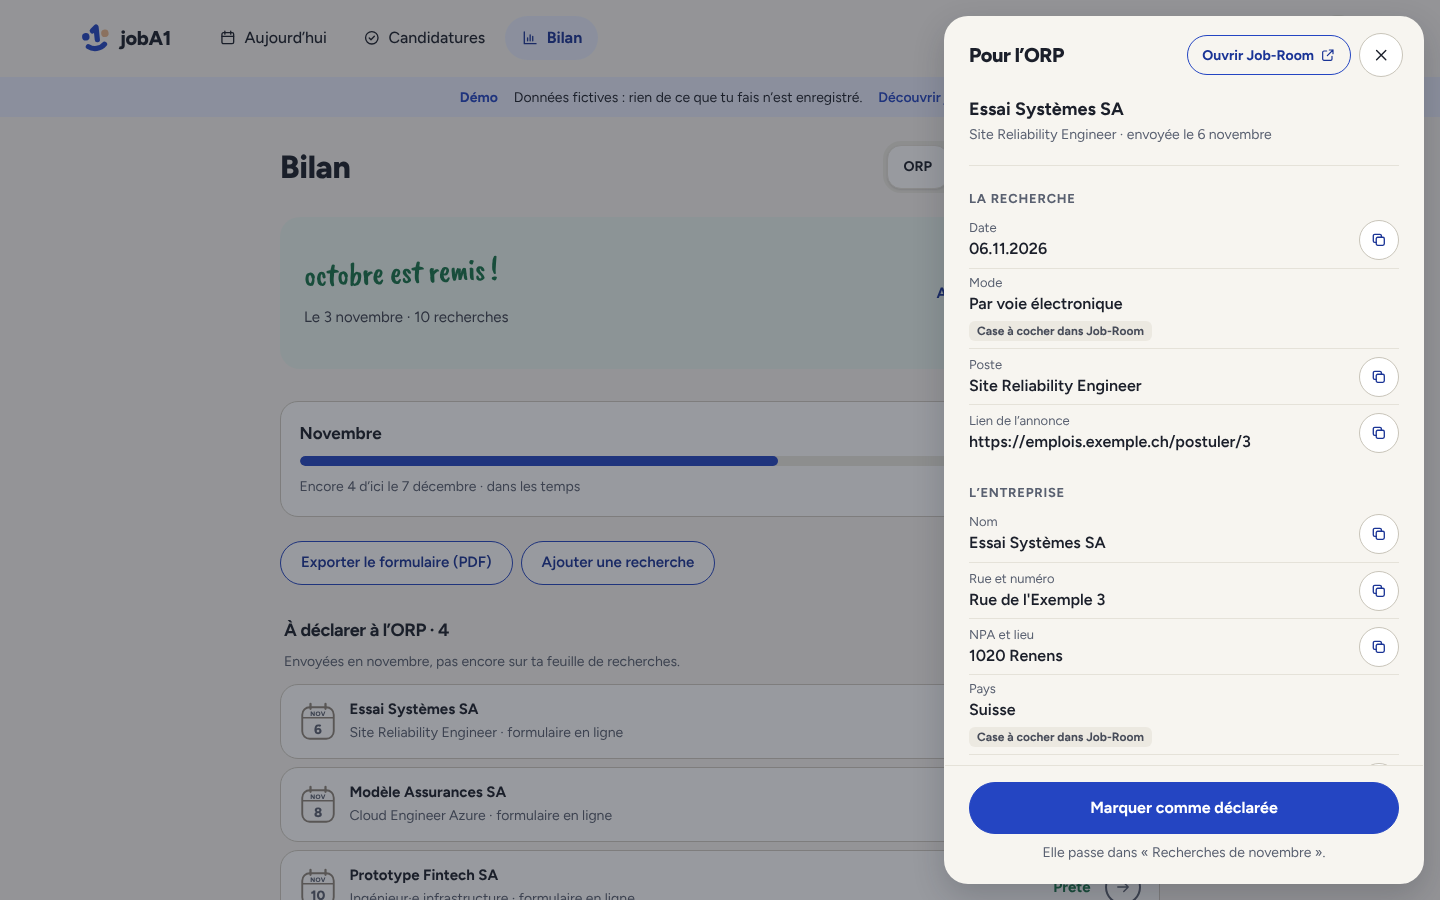 jobA1
Aujourd'hui
Candidatures
Bilan
Démo Données fictives : rien de ce que tu fais n'est enregistré. Découvrir
Bilan
ORP
octobre est remis !
Le 3 novembre · 10 recherches
Novembre
Encore 4 d'ici le 7 décembre · dans les temps
Exporter le formulaire (PDF)
Ajouter une recherche
À déclarer à l'ORP · 4
Envoyées en novembre, pas encore sur ta feuille de recherches.
NOV
6
Essai Systèmes SA
Site Reliability Engineer · formulaire en ligne
NOV
8
Modèle Assurances SA
Cloud Engineer Azure · formulaire en ligne
NOV
10
Prototype Fintech SA
Ingénieur·e infrastructure · formulaire en ligne
Prête
Pour l'ORP
Ouvrir Job-Room
Essai Systèmes SA
Site Reliability Engineer · envoyée le 6 novembre
LA RECHERCHE
Date
06.11.2026
Mode
Par voie électronique
Case à cocher dans Job-Room
Poste
Site Reliability Engineer
Lien de l'annonce
https://emplois.exemple.ch/postuler/3
L'ENTREPRISE
Nom
Essai Systèmes SA
Rue et numéro
Rue de l'Exemple 3
NPA et lieu
1020 Renens
Pays
Suisse
Case à cocher dans Job-Room
Marquer comme déclarée
Elle passe dans « Recherches de novembre ».